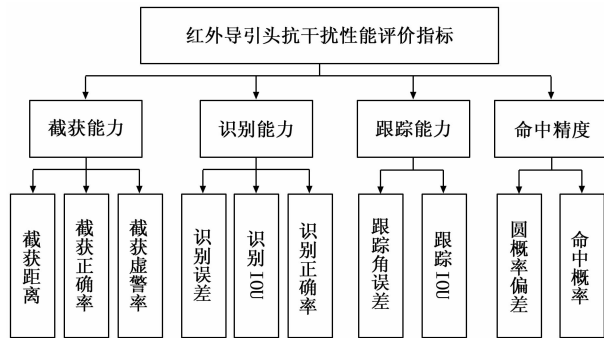 红外导引头抗干扰性能评价指标
截获能力
识别能力
跟踪能力
命中精度
截获距离
截获正确率
截获虚警率
识别误差
识别IOU
识别正确率
跟踪角误差
跟踪IOU
圆概率偏差
命中概率